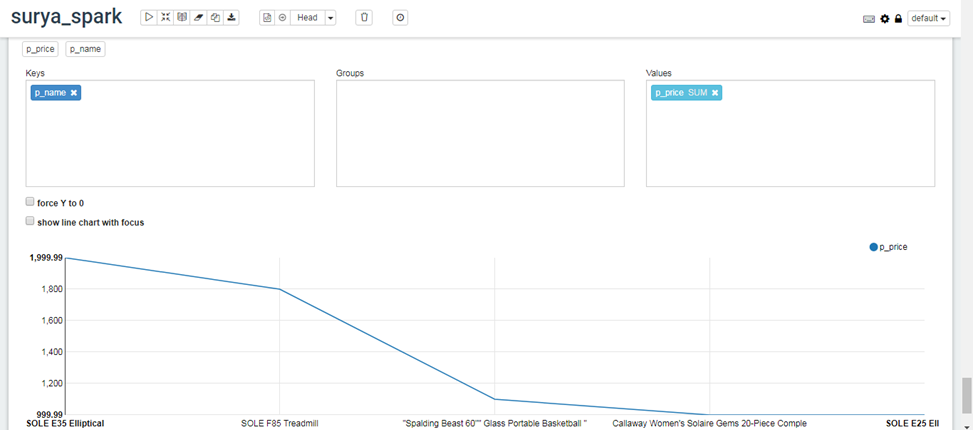 surya_spark
Head
default
p_price p_name
Keys Groups Values
p_name
p_price SUM
force Y to 0
show line chart with focus
p_price
1,999.99
1,800
1,600
1,400
1,200
999.99
SOLE E35 Elliptical SOLE F85 Treadmill "Spalding Beast 60"" Glass Portable Basketball " Callaway Women's Solaire Gems 20-Piece Comple SOLE E25 Ell